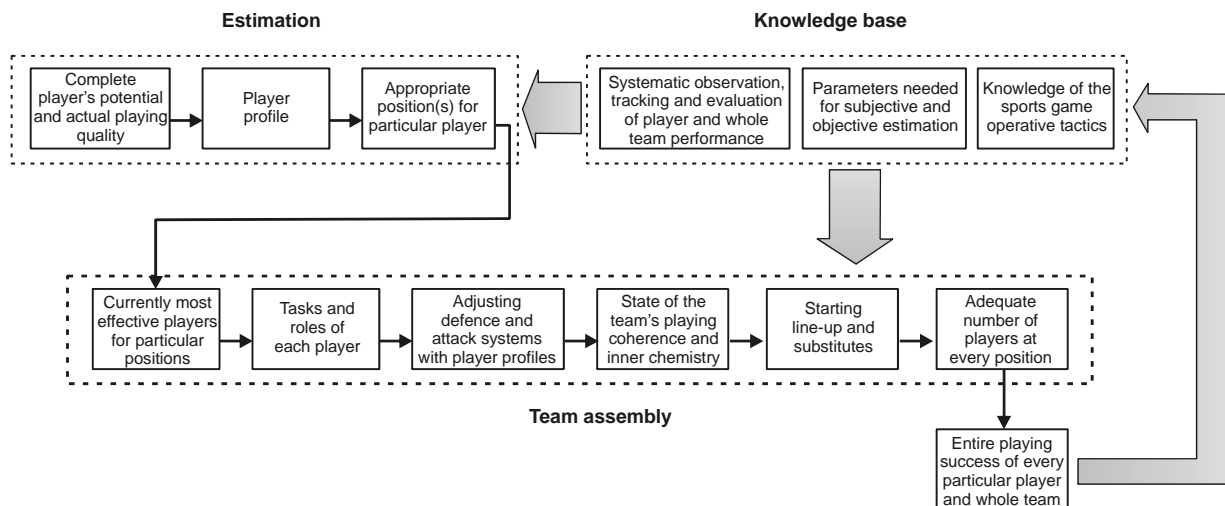 Estimation
Knowledge base
Complete
player's potential
and actual playing
quality
Player
profile
Appropriate
position(s) for
particular player
Systematic observation,
tracking and evaluation
of player and whole
team performance
Parameters needed
for subjective and
objective estimation
Knowledge of the
sports game
operative tactics
Currently most
effective players
for particular
positions
Tasks and
roles of
each player
Adjusting
defence and
attack systems
with player profiles
State of the
team's playing
coherence and
inner chemistry
Starting
line-up and
substitutes
Adequate
number of
players at
every position
Team assembly
Entire playing
success of every
particular player
and whole team